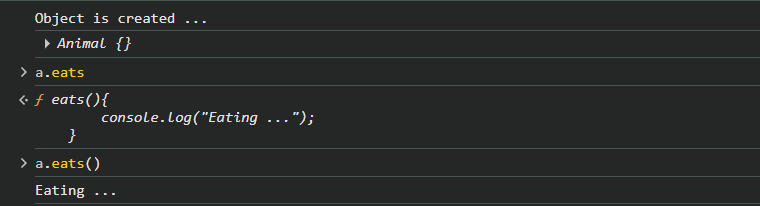 Object is created ...
Animal {}
a.eats
ƒ eats(){
console.log("Eating ...");
}
a.eats()
Eating ...